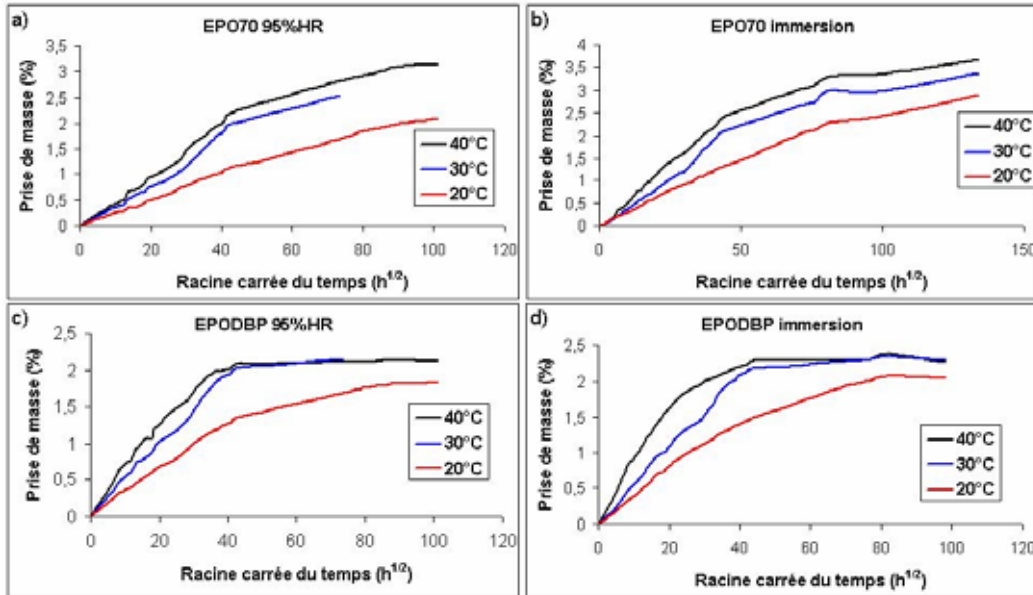 a)
EPO70 95%HR
Prise de masse (%)
3,5
3
2,5
2
1,5
1
0,5
0
40°C
30°C
20°C
0 20 40 60 80 100 120
Racine carrée du temps (h1/2)
b)
EPO70 immersion
Prise de masse (%)
4
3,5
3
2,5
2
1,5
1
0,5
0
40°C
30°C
20°C
0 50 100 150
Racine carrée du temps (h1/2)
c)
EPODBP 95%HR
Prise de masse (%)
2,5
2
1,5
1
0,5
0
40°C
30°C
20°C
0 20 40 60 80 100 120
Racine carrée du temps (h1/2)
d)
EPODBP immersion
Prise de masse (%)
2,5
2
1,5
1
0,5
0
40°C
30°C
20°C
0 20 40 60 80 100 120
Racine carrée du temps (h1/2)